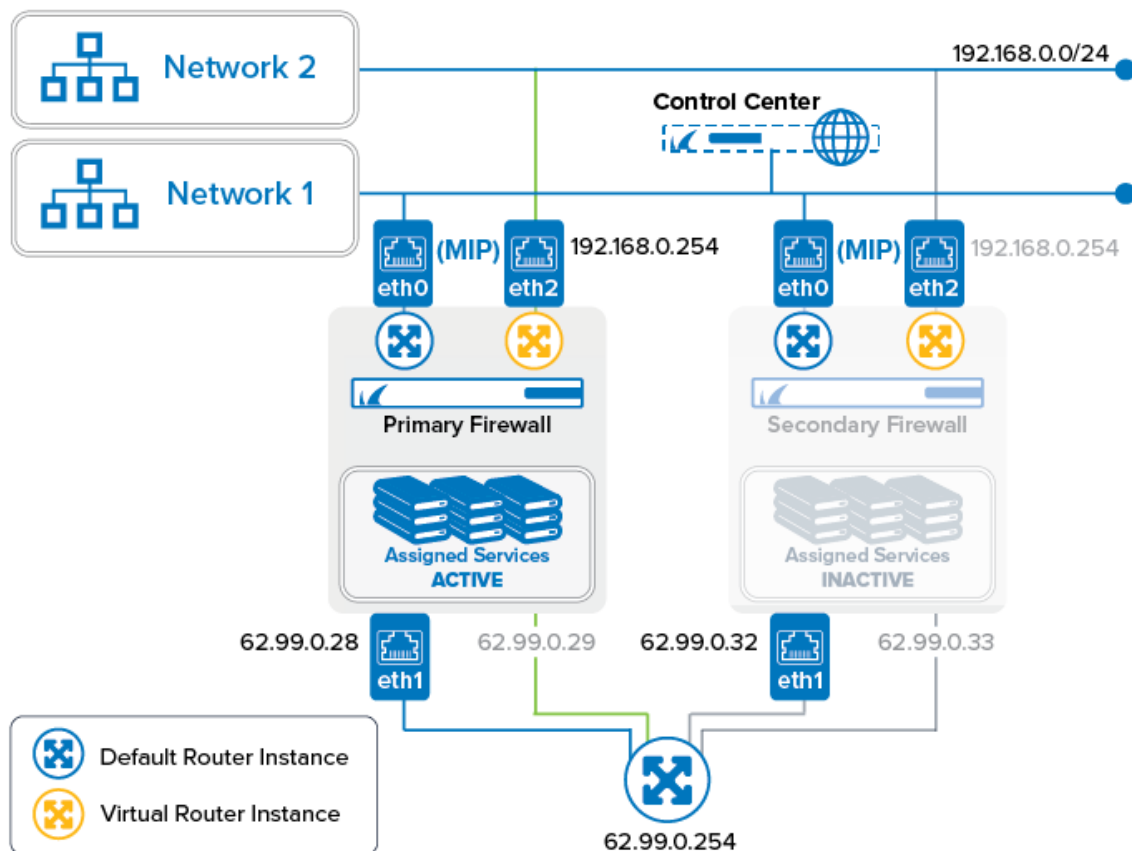 Network 2
192.168.0.0/24
Control Center
Network 1
eth0
(MIP)
eth2
192.168.0.254
eth0
(MIP)
eth2
192.168.0.254
Primary Firewall
Secondary Firewall
Assigned Services
ACTIVE
Assigned Services
INACTIVE
62.99.0.28
eth1
62.99.0.29
62.99.0.32
eth1
62.99.0.33
Default Router Instance
Virtual Router Instance
62.99.0.254